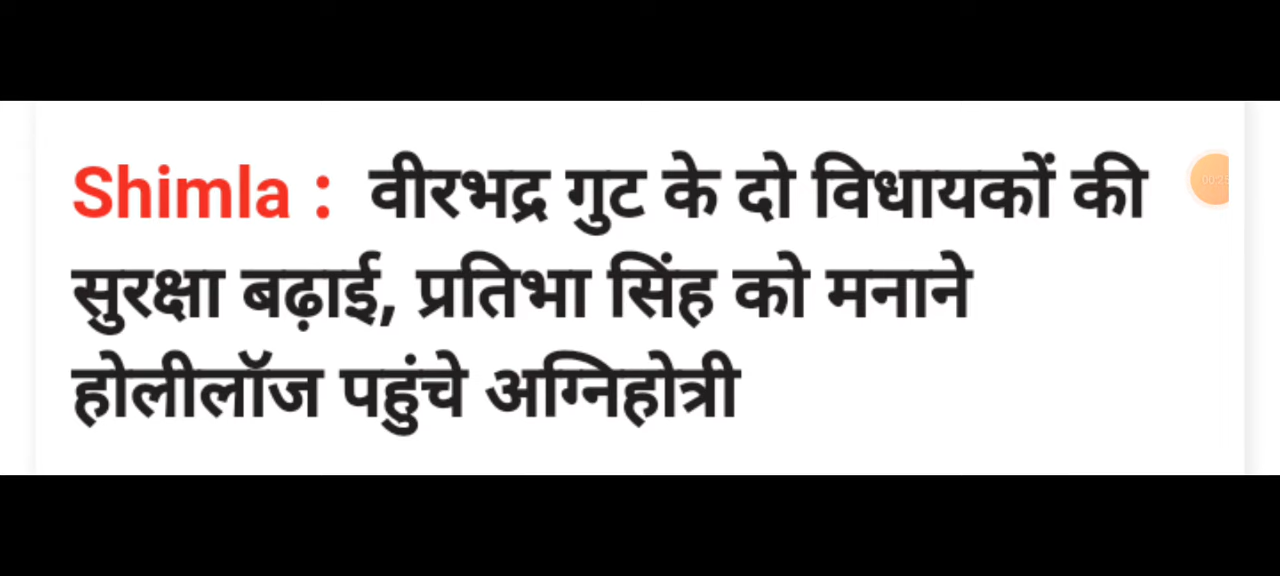 Shimla : वीरभद्र गुट के दो विधायकों की
सुरक्षा बढ़ाई, प्रतिभा सिंह को मनाने
होलीलॉज पहुंचे अग्निहोत्री